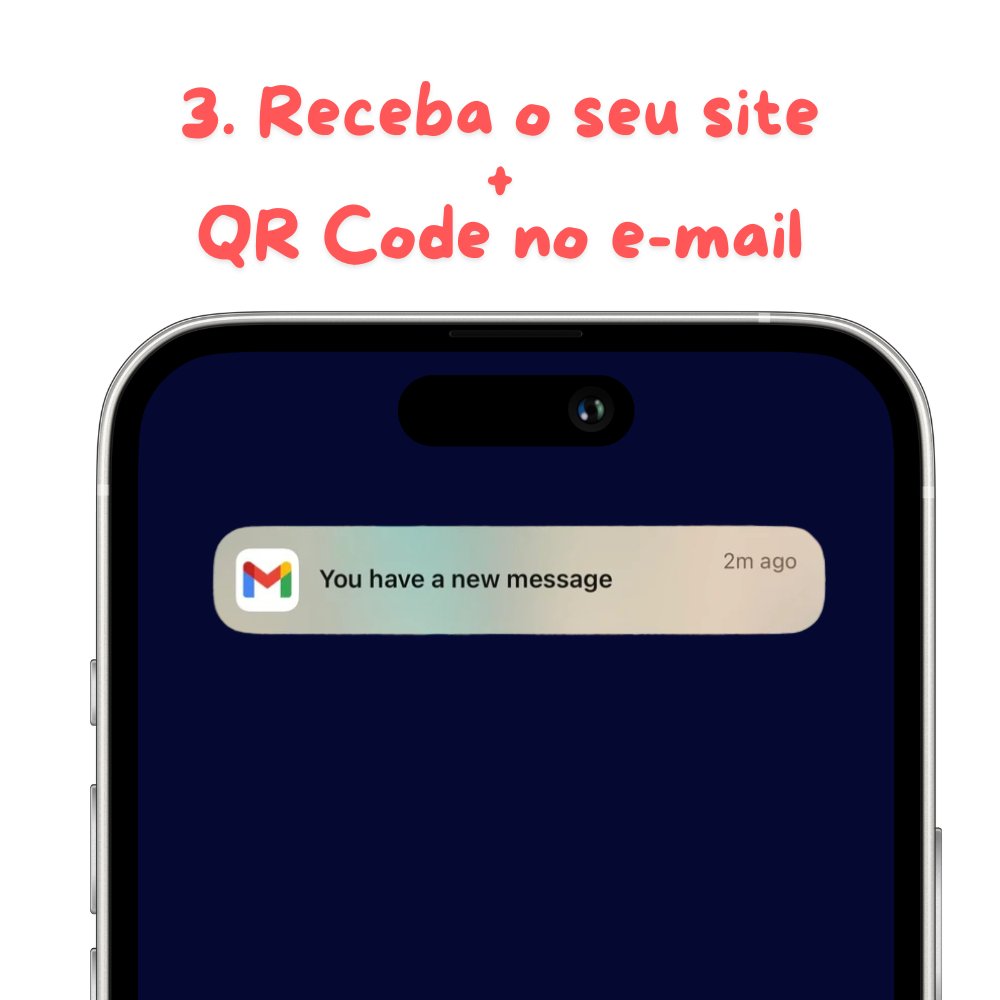 3. Receba o seu site
+
QR Code no e-mail
2m ago
You have a new message